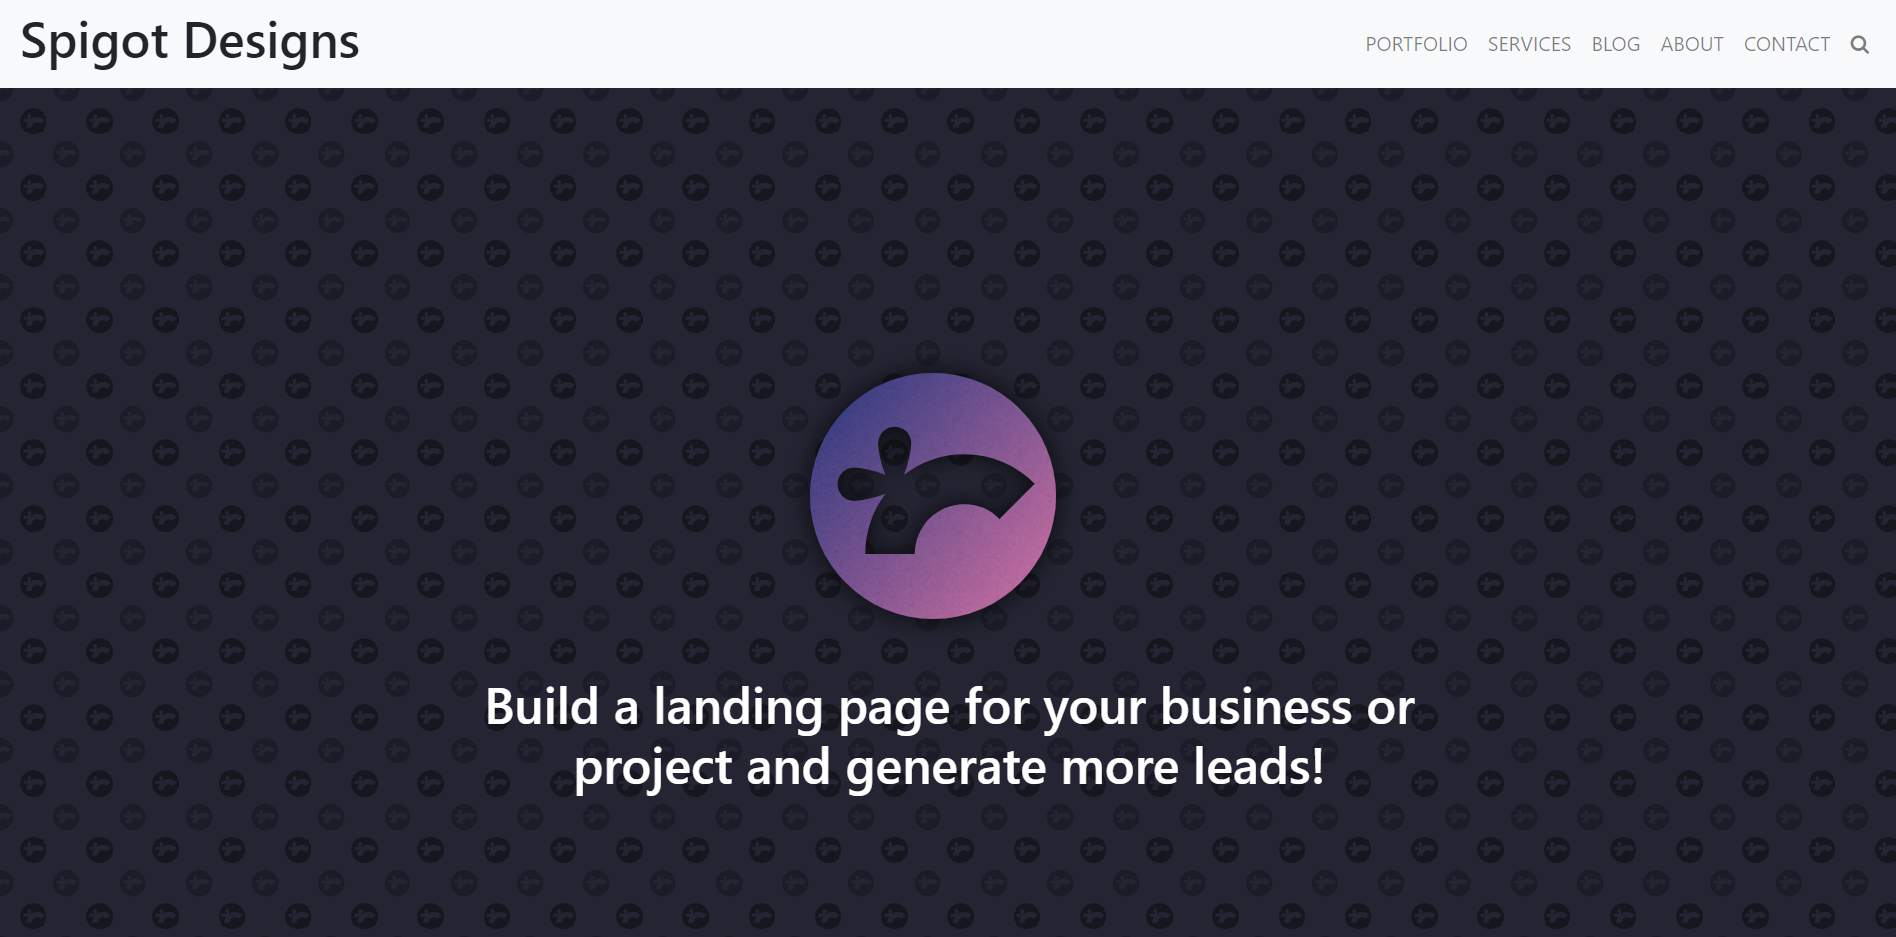 Spigot Designs
PORTFOLIO SERVICES BLOG ABOUT CONTACT
Build a landing page for your business or
project and generate more leads!